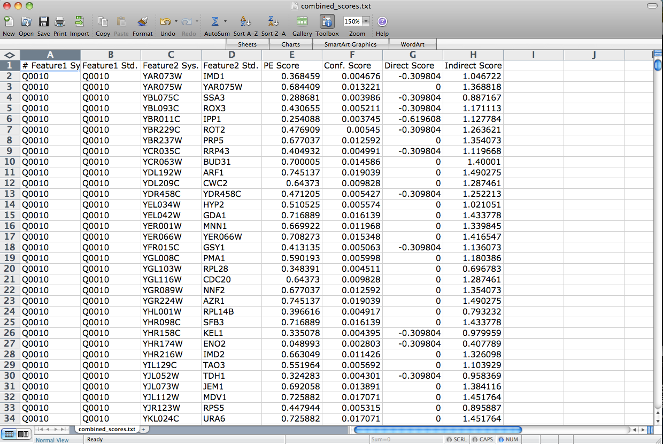 combined_scores.txt
150%
New Open Save Print Import Copy Paste Format Undo Redo AutoSum Sort A-Z Sort Z-A Gallery Toolbox Zoom Help
Sheets Charts SmartArt Graphics WordArt
A B C D E F G H I J K
1 # Feature1 Sy Feature1 Std. Feature2 Sys. Feature2 Std. PE Score Conf. Score Direct Score Indirect Score
2 Q0010 Q0010 YAR073W IMD1 0.368459 0.004676 -0.309804 1.046722
3 Q0010 Q0010 YAR075W YAR075W 0.684409 0.013221 0 1.368818
4 Q0010 Q0010 YBL075C SSA3 0.288681 0.003986 -0.309804 0.887167
5 Q0010 Q0010 YBL093C ROX3 0.430655 0.005211 -0.309804 1.171113
6 Q0010 Q0010 YBR011C IPP1 0.254088 0.003745 -0.619608 1.127784
7 Q0010 Q0010 YBR229C ROT2 0.476909 0.00545 -0.309804 1.263621
8 Q0010 Q0010 YBR237W PRP5 0.677037 0.012592 0 1.354073
9 Q0010 Q0010 YCR035C RRP43 0.404932 0.004991 -0.309804 1.119668
10 Q0010 Q0010 YCR063W BUD31 0.700005 0.014586 0 1.40001
11 Q0010 Q0010 YDL192W ARF1 0.745137 0.019039 0 1.490275
12 Q0010 Q0010 YDL209C CWC2 0.64373 0.009828 0 1.287461
13 Q0010 Q0010 YDR458C YDR458C 0.471205 0.005427 -0.309804 1.252213
14 Q0010 Q0010 YEL034W HYP2 0.510525 0.005574 0 1.021051
15 Q0010 Q0010 YEL042W GDA1 0.716889 0.016139 0 1.433778
16 Q0010 Q0010 YER001W MNN1 0.669922 0.011968 0 1.339845
17 Q0010 Q0010 YER066W YER066W 0.708273 0.015348 0 1.416547
18 Q0010 Q0010 YFR015C GSY1 0.413135 0.005063 -0.309804 1.136073
19 Q0010 Q0010 YGL008C PMA1 0.590193 0.005998 0 1.180386
20 Q0010 Q0010 YGL103W RPL28 0.348391 0.004511 0 0.696783
21 Q0010 Q0010 YGL116W CDC20 0.64373 0.009828 0 1.287461
22 Q0010 Q0010 YGR089W NNF2 0.677037 0.012592 0 1.354073
23 Q0010 Q0010 YGR224W AZR1 0.745137 0.019039 0 1.490275
24 Q0010 Q0010 YHL001W RPL14B 0.396616 0.004917 0 0.793232
25 Q0010 Q0010 YHR098C SFB3 0.716889 0.016139 0 1.433778
26 Q0010 Q0010 YHR158C KEL1 0.335078 0.004395 -0.309804 0.979959
27 Q0010 Q0010 YHR174W ENO2 0.048993 0.002803 -0.309804 0.407789
28 Q0010 Q0010 YHR216W IMD2 0.663049 0.011426 0 1.326098
29 Q0010 Q0010 YIL129C TAO3 0.551964 0.005692 0 1.103929
30 Q0010 Q0010 YJL052W TDH1 0.324283 0.004301 -0.309804 0.958369
31 Q0010 Q0010 YJL073W JEM1 0.692058 0.013891 0 1.384116
32 Q0010 Q0010 YJL112W MDV1 0.725882 0.017071 0 1.451764
33 Q0010 Q0010 YJR123W RPS5 0.447944 0.005315 0 0.895887
34 Q0010 Q0010 YKL024C URA6 0.725882 0.017071 0 1.451764
combined_scores.txt
Normal View Ready Sum=0 SCRL CAPS NUM